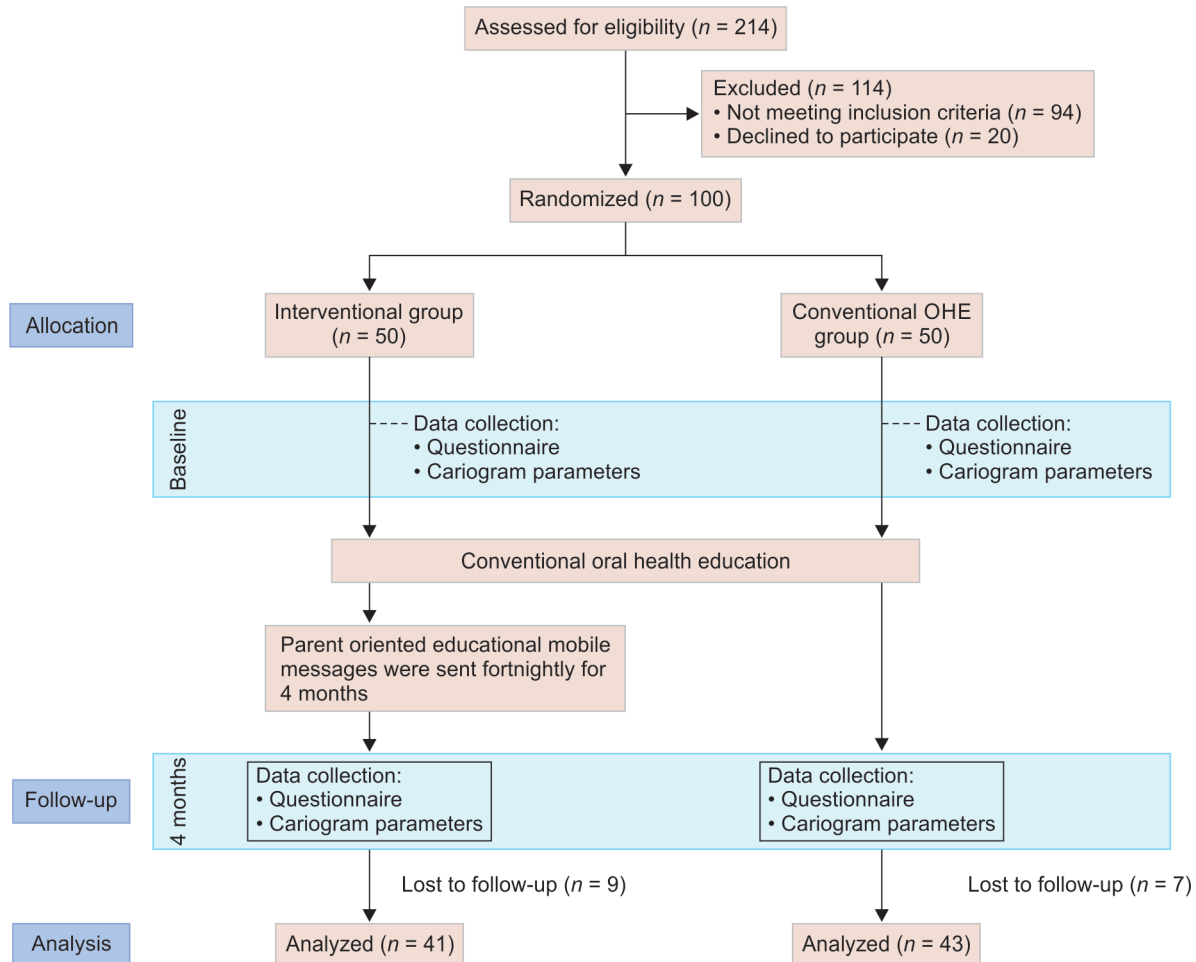 Assessed for eligibility (n = 214)
Excluded (n = 114)
• Not meeting inclusion criteria (n = 94)
• Declined to participate (n = 20)
Randomized (n = 100)
Allocation
Interventional group
(n = 50)
Conventional OHE
group (n = 50)
Baseline
Data collection:
• Questionnaire
• Cariogram parameters
Data collection:
• Questionnaire
• Cariogram parameters
Conventional oral health education
Parent oriented educational mobile
messages were sent fortnightly for
4 months
Follow-up
4 months
Data collection:
• Questionnaire
• Cariogram parameters
Data collection:
• Questionnaire
• Cariogram parameters
Lost to follow-up (n = 9)
Lost to follow-up (n = 7)
Analysis
Analyzed (n = 41)
Analyzed (n = 43)